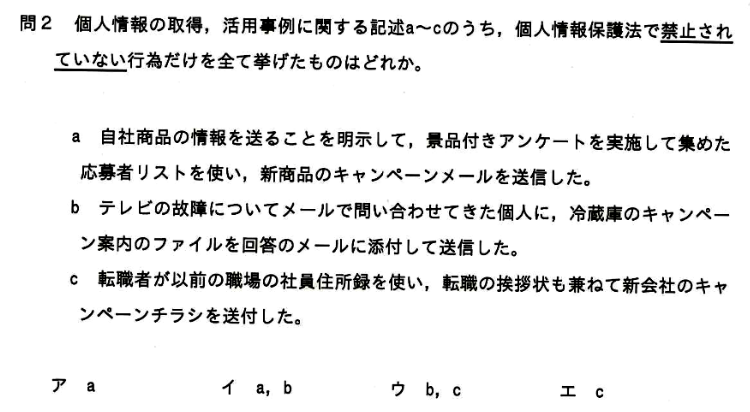 問２　個人情報の取得，活用事例に関する記述a～cのうち，個人情報保護法で禁止され
ていない行為だけを全て挙げたものはどれか。
a　自社商品の情報を送ることを明示して，景品付きアンケートを実施して集めた
応募者リストを使い，新商品のキャンペーンメールを送信した。
b　テレビの故障についてメールで問い合わせてきた個人に，冷蔵庫のキャンペー
ン案内のファイルを回答のメールに添付して送信した。
c　転職者が以前の職場の社員住所録を使い，転職の挨拶状も兼ねて新会社のキャ
ンペーンチラシを送付した。
ア　a　　イ　a，b　　ウ　b，c　　エ　c